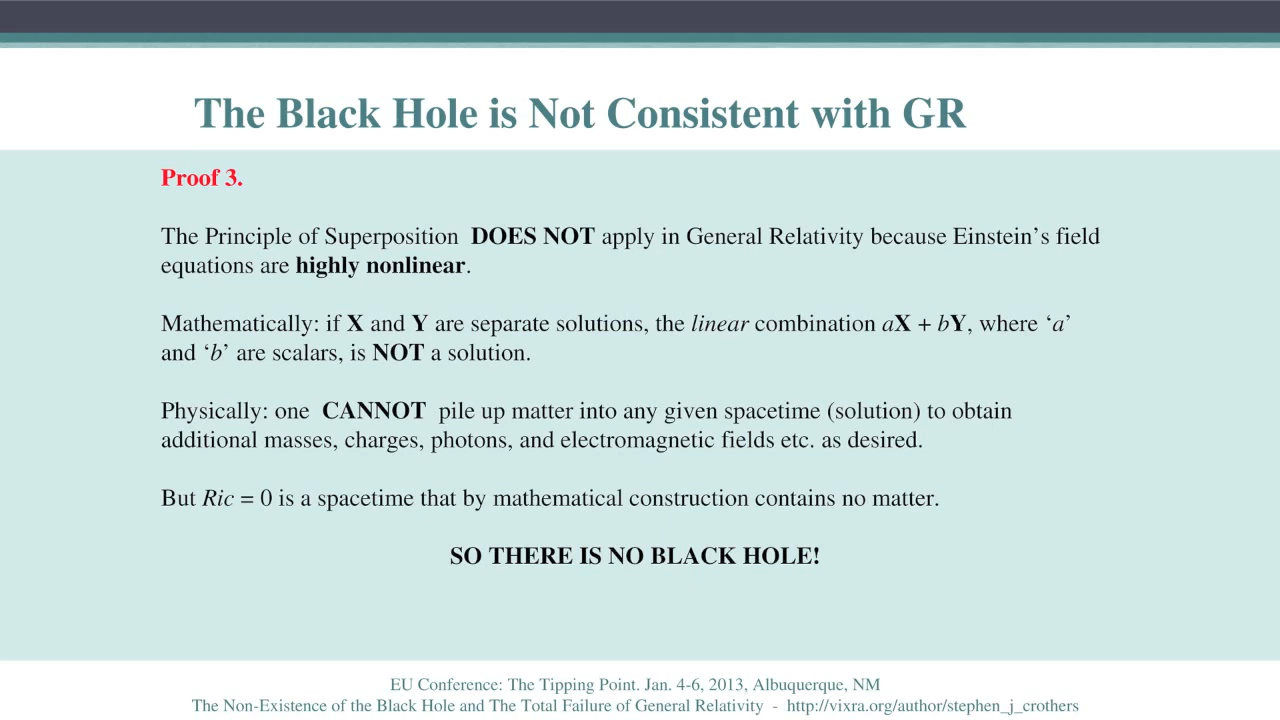 The Black Hole is Not Consistent with GR
Proof 3.
The Principle of Superposition DOES NOT apply in General Relativity because Einstein’s field
equations are highly nonlinear.
Mathematically: if X and Y are separate solutions, the linear combination aX + bY, where ‘a’
and ‘b’ are scalars, is NOT a solution.
Physically: one CANNOT pile up matter into any given spacetime (solution) to obtain
additional masses, charges, photons, and electromagnetic fields etc. as desired.
But Ric = 0 is a spacetime that by mathematical construction contains no matter.
SO THERE IS NO BLACK HOLE!
EU Conference: The Tipping Point. Jan. 4-6, 2013, Albuquerque, NM
The Non-Existence of the Black Hole and The Total Failure of General Relativity - http://vixra.org/author/stephen_j_crothers